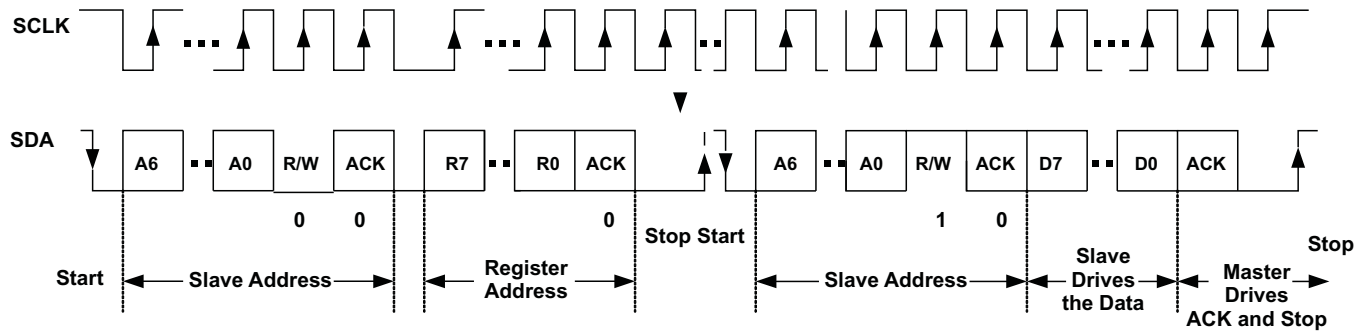 SCLK
SDA
A6 A0 R/W ACK R7 R0 ACK A6 A0 R/W ACK D7 D0 ACK
0 0 0 1 0
Stop Start
Stop
Start
Slave Address
Register
Address
Slave Address
Slave
Drives
the Data
Master
Drives
ACK and Stop